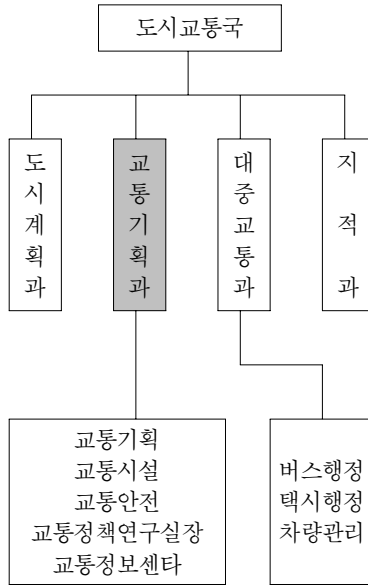 도시교통국
도시계획과
교통기획과
대중교통과
지적과
교통기획
교통시설
교통안전
교통정책연구실장
교통정보센타
버스행정
택시행정
차량관리